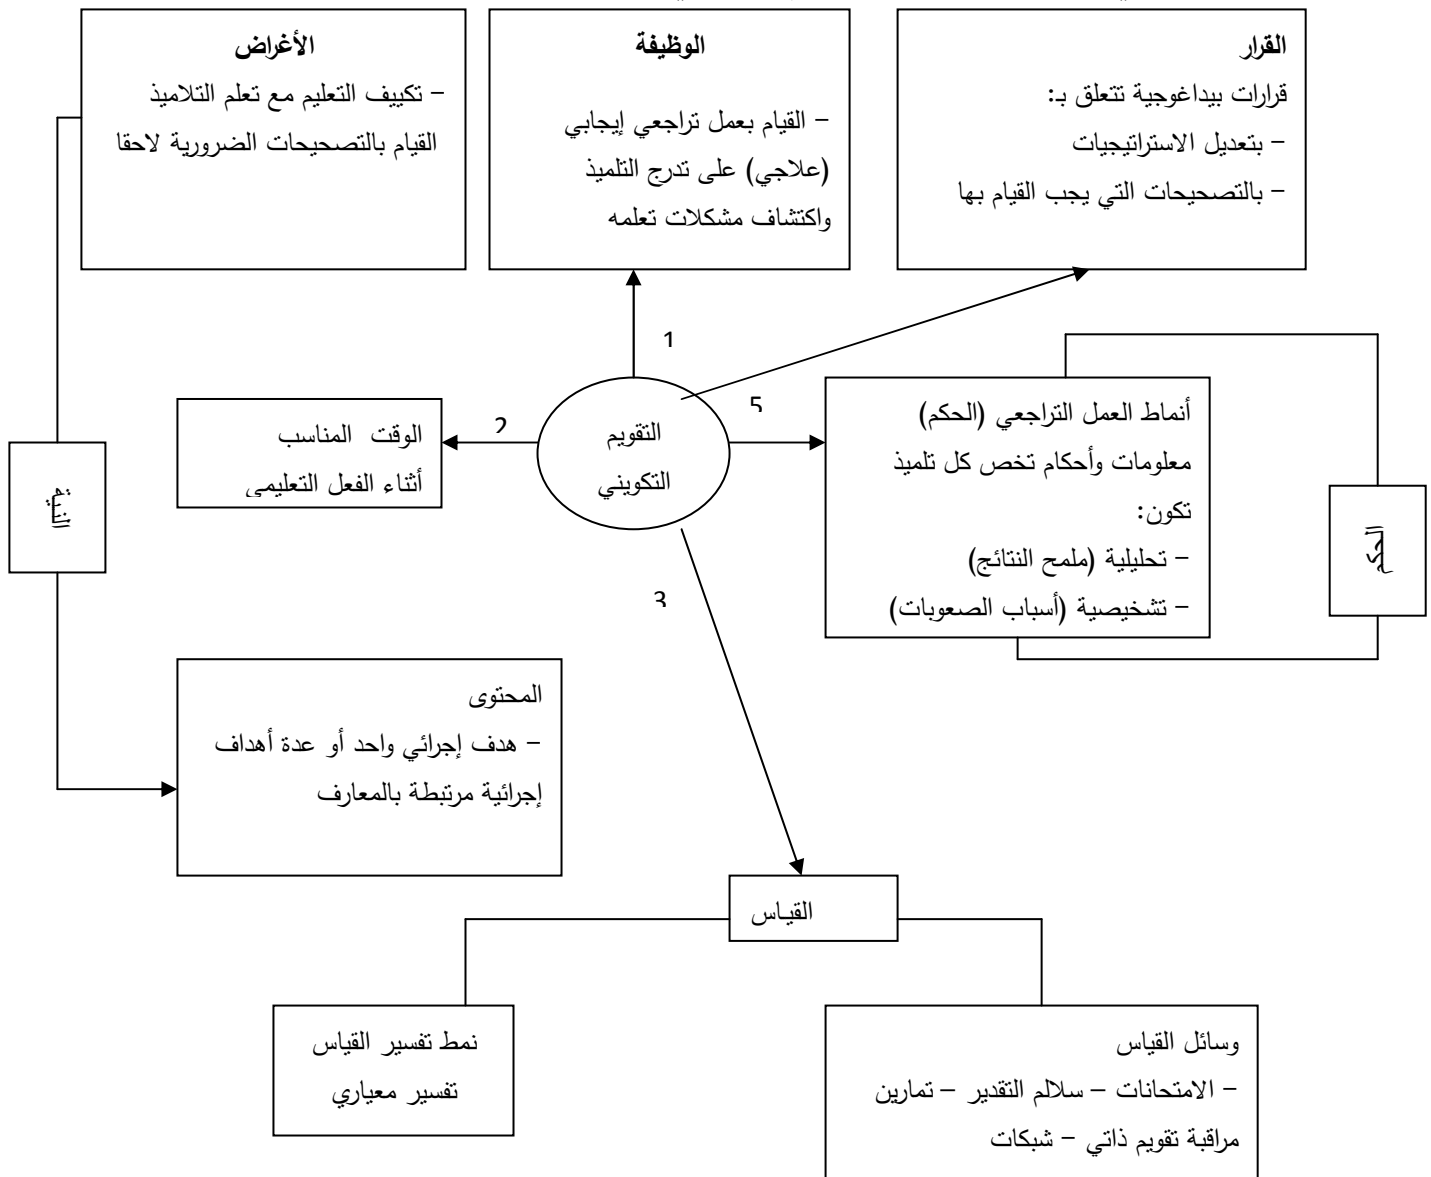 القرار
قرارات بيداغوجية تتعلق بـ:
– بتعديل الاستراتيجيات
– بالتصحيحات التي يجب القيام بها
الوظيفة
– القيام بعمل تراجعي إيجابي
(علاجي) على تدرج التلميذ
واكتشاف مشكلات تعلمه
الأغراض
– تكييف التعليم مع تعلم التلاميذ
القيام بالتصحيحات الضرورية لاحقا
1
5
2
3
أنماط العمل التراجعي (الحكم)
معلومات وأحكام تخص كل تلميذ
تكون:
– تحليلية (ملمح النتائج)
– تشخيصية (أسباب الصعوبات)
الحكم
التقويم
التكويني
الوقت المناسب
أثناء الفعل التعليمي
النية
المحتوى
– هدف إجرائي واحد أو عدة أهداف
إجرائية مرتبطة بالمعارف
القياس
وسائل القياس
– الامتحانات – سلالم التقدير – تمارين
مراقبة تقويم ذاتي – شبكات
نمط تفسير القياس
تفسير معياري